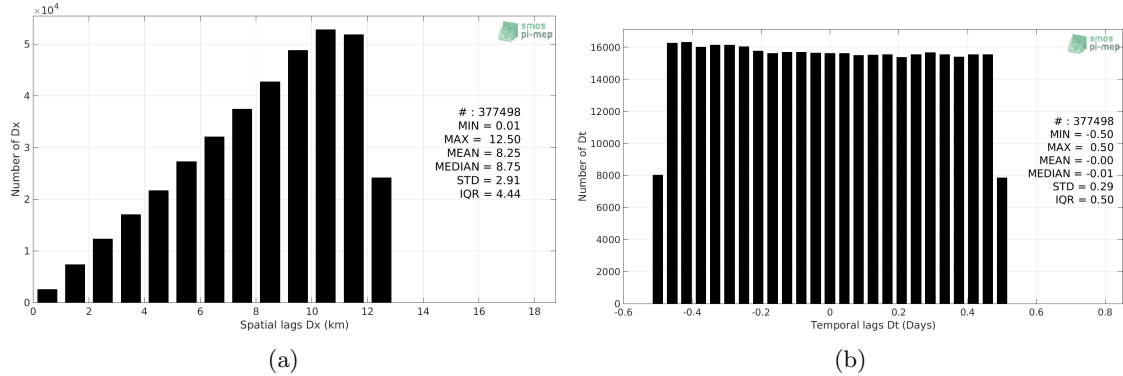 ×10^4
smos
pi-mep
5
4
3
2
1
0
Number of Dx
# : 377498
MIN = 0.01
MAX = 12.50
MEAN = 8.25
MEDIAN = 8.75
STD = 2.91
IQR = 4.44
0 2 4 6 8 10 12 14 16 18
Spatial lags Dx (km)
(a)
smos
pi-mep
16000
14000
12000
10000
8000
6000
4000
2000
0
Number of Dt
# : 377498
MIN = -0.50
MAX = 0.50
MEAN = -0.00
MEDIAN = -0.01
STD = 0.29
IQR = 0.50
-0.6 -0.4 -0.2 0 0.2 0.4 0.6 0.8
Temporal lags Dt (Days)
(b)